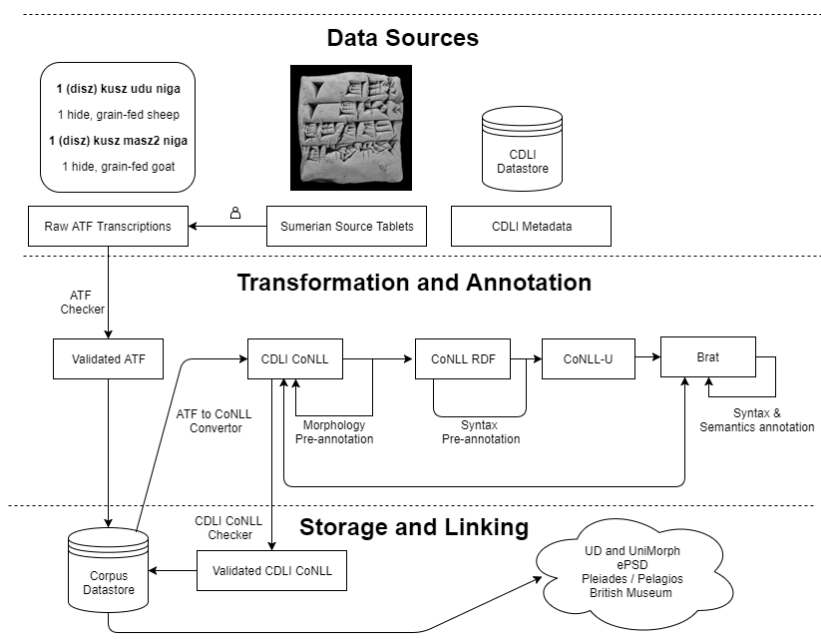 Data Sources
1 (disz) kusz udu niga
1 hide, grain-fed sheep
1 (disz) kusz masz2 niga
1 hide, grain-fed goat
CDLI
Datastore
Raw ATF Transcriptions
Sumerian Source Tablets
CDLI Metadata
Transformation and Annotation
ATF
Checker
Validated ATF
CDLI CoNLL
CoNLL RDF
CoNLL-U
Brat
ATF to CoNLL
Convertor
Morphology
Pre-annotation
Syntax
Pre-annotation
Syntax &
Semantics annotation
Storage and Linking
CDLI CoNLL
Checker
Corpus
Datastore
Validated CDLI CoNLL
UD and UniMorph
ePSD
Pleiades / Pelagios
British Museum